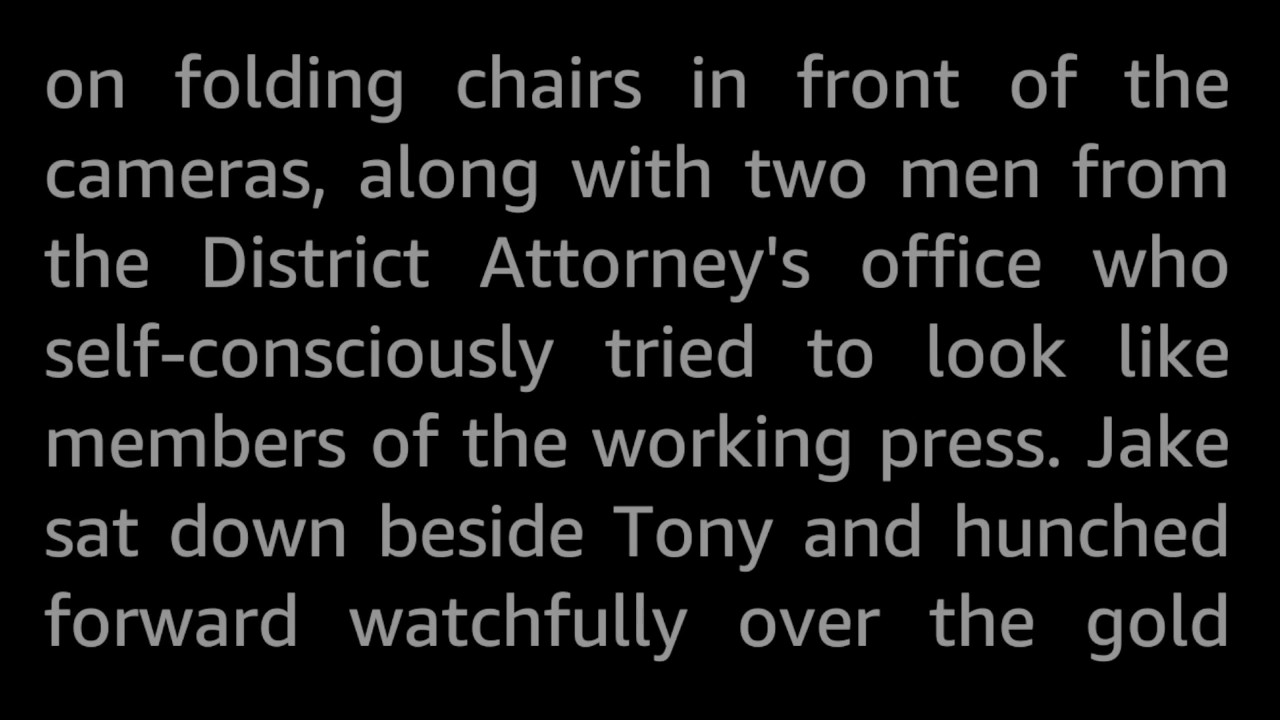 on folding chairs in front of the
cameras, along with two men from
the District Attorney's office who
self-consciously tried to look like
members of the working press. Jake
sat down beside Tony and hunched
forward watchfully over the gold